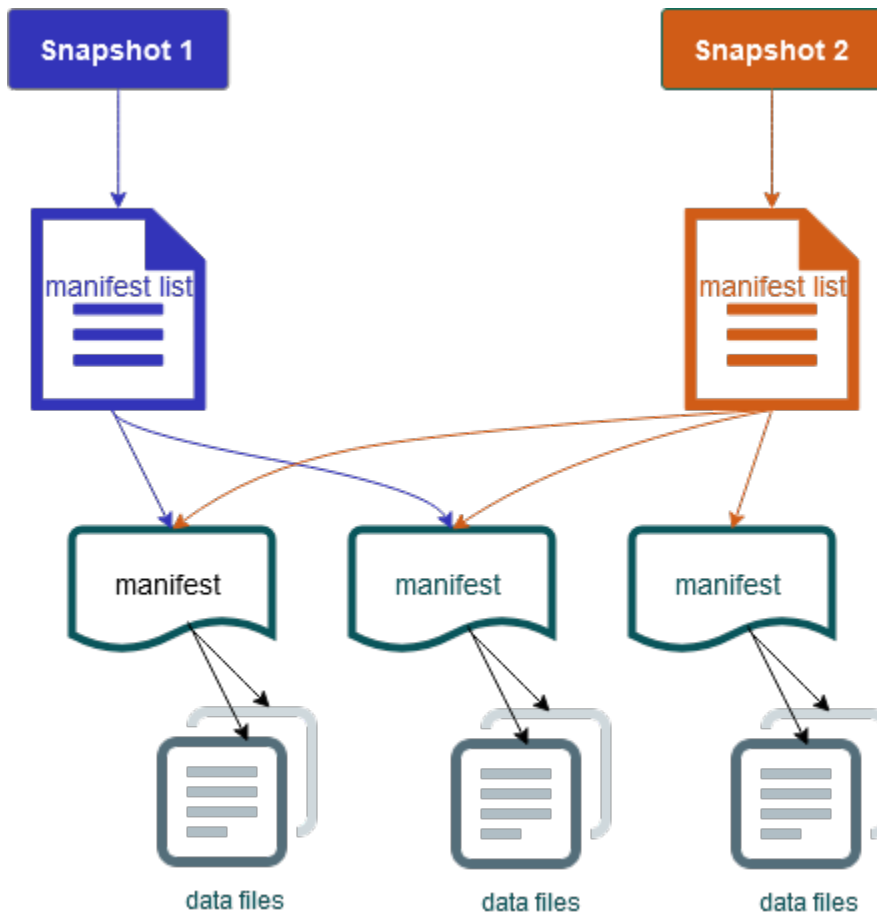 Snapshot 1
Snapshot 2
manifest list
manifest list
manifest
manifest
manifest
data files
data files
data files